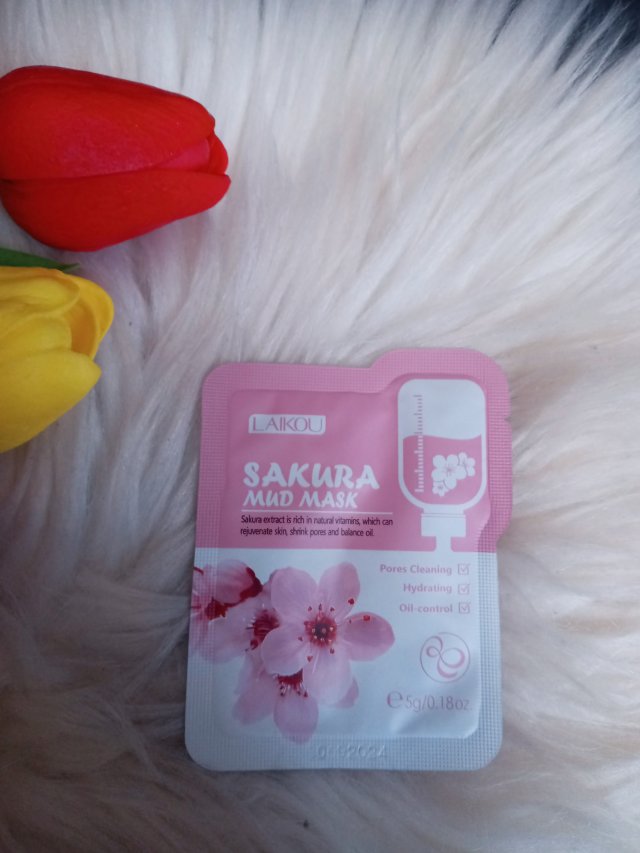 LAIKOU
SAKURA
MUD MASK
Sakura extract is rich in natural vitamins, which can
rejuvenate skin, shrink pores and balance oil.
Pores Cleaning
Hydrating
Oil-control
℮5g/0.18oz